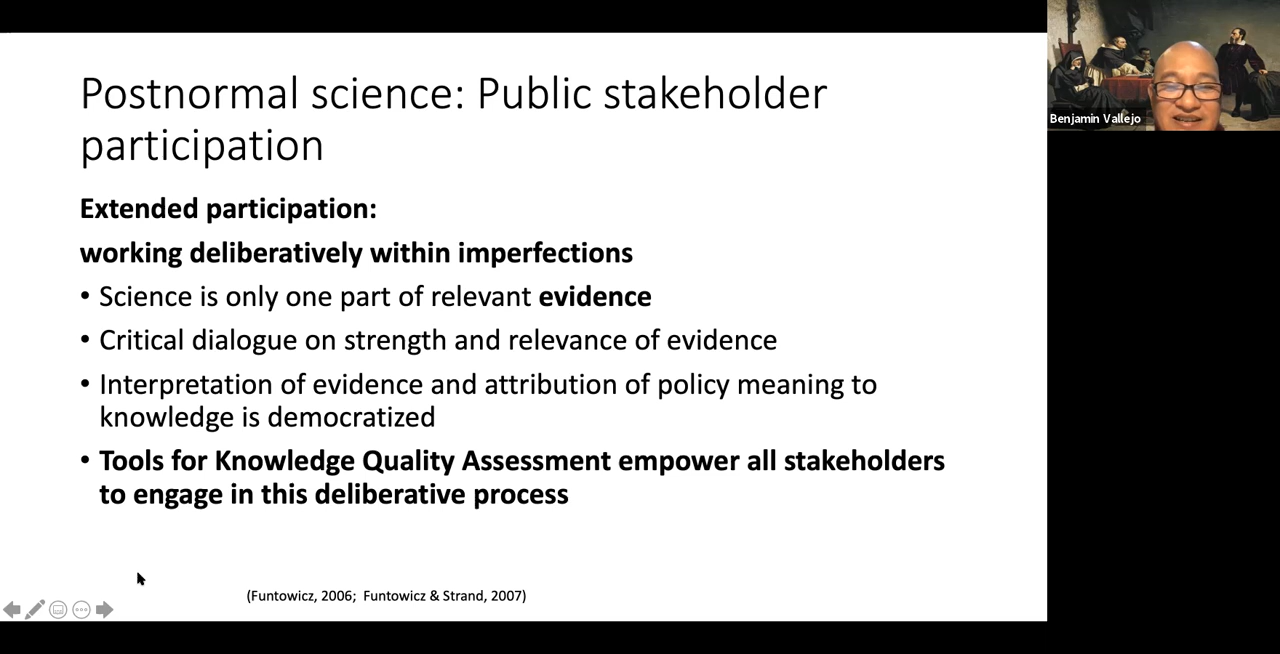 Postnormal science: Public stakeholder
participation
Extended participation:
working deliberatively within imperfections
• Science is only one part of relevant evidence
• Critical dialogue on strength and relevance of evidence
• Interpretation of evidence and attribution of policy meaning to
knowledge is democratized
• Tools for Knowledge Quality Assessment empower all stakeholders
to engage in this deliberative process
(Funtowicz, 2006;  Funtowicz & Strand, 2007)
Benjamin Vallejo